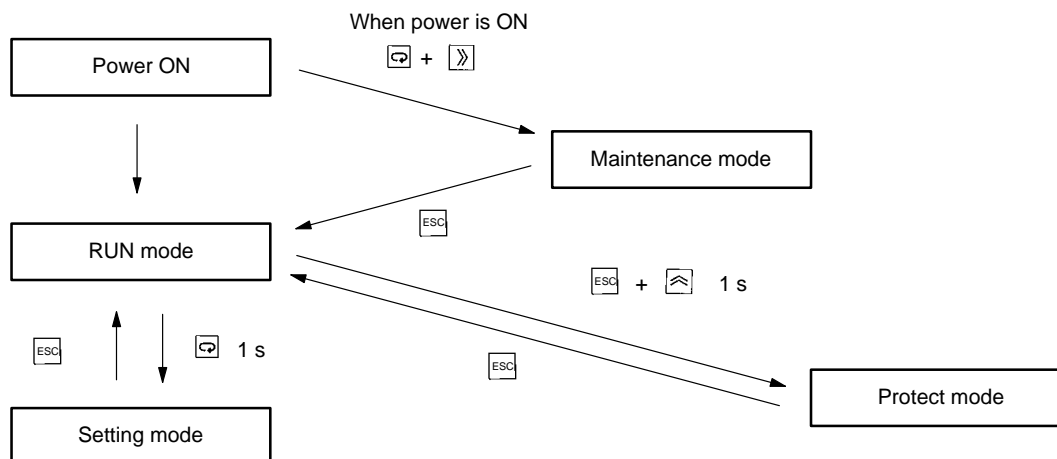 When power is ON
+
Power ON
Maintenance mode
ESC
RUN mode
ESC + 1 s
ESC
1 s
ESC
Protect mode
Setting mode